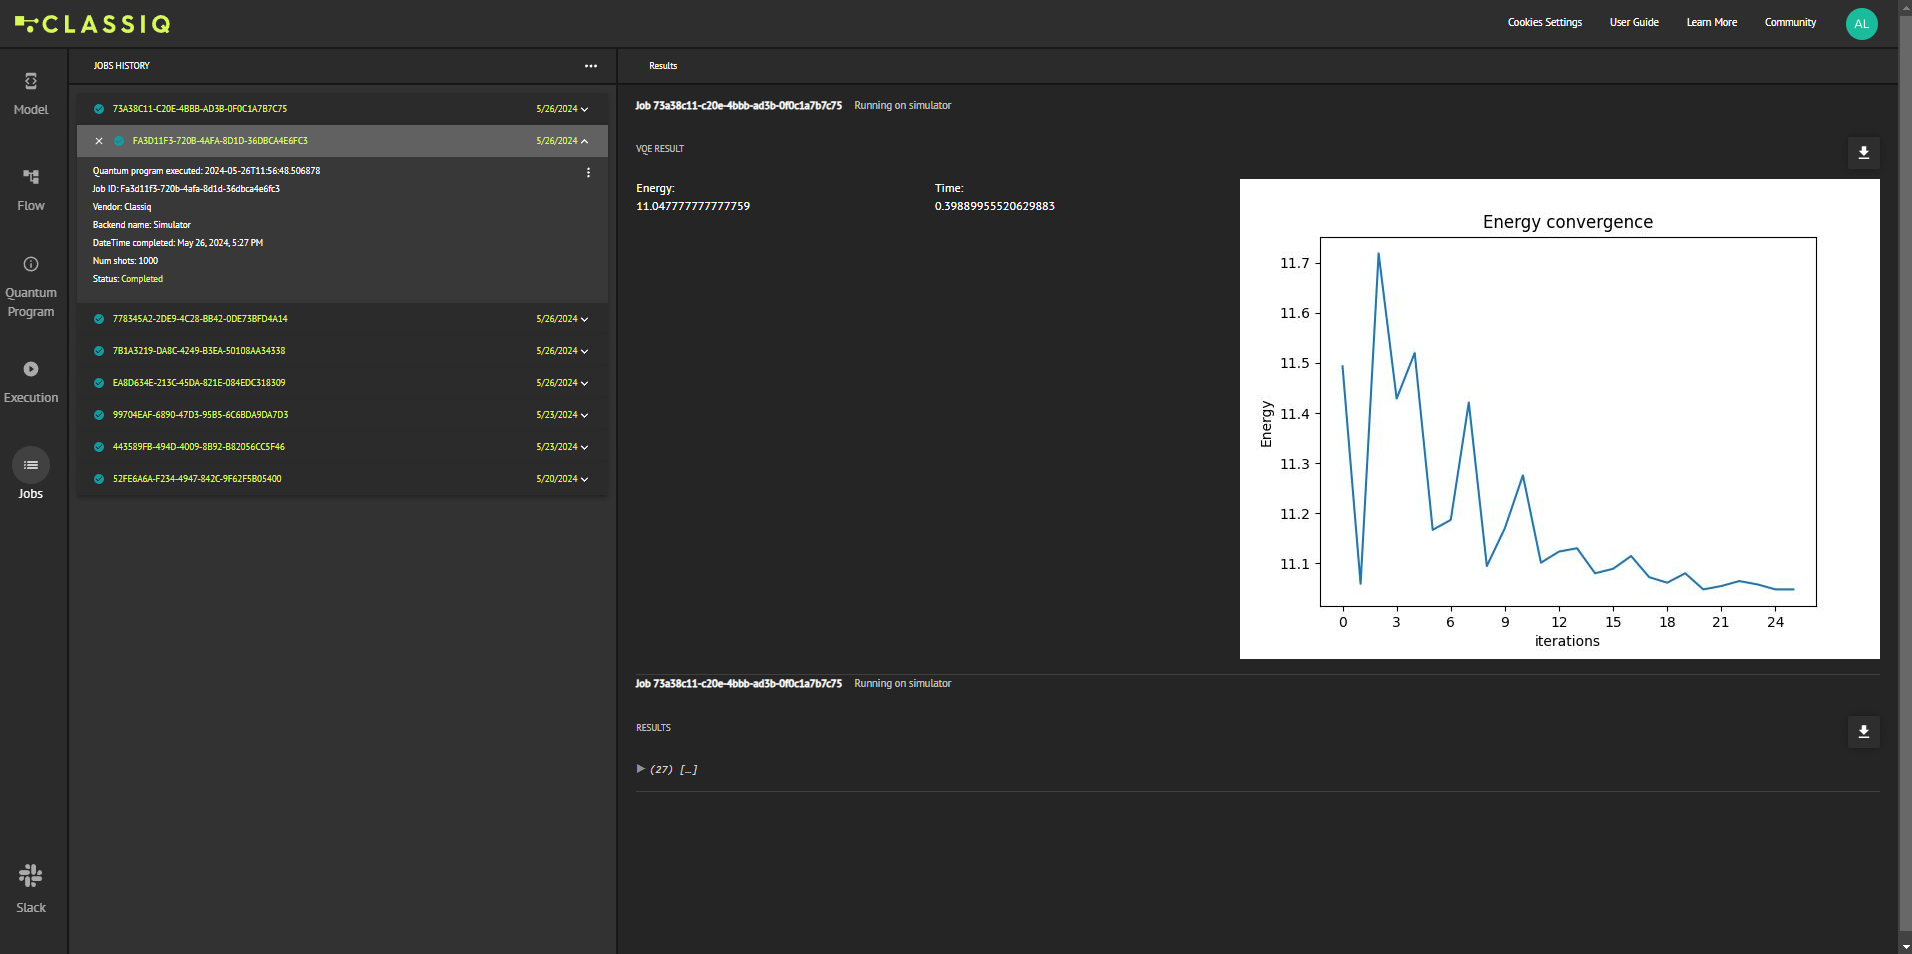 CLASSIQ
Cookies Settings
User Guide
Learn More
Community
AL
Model
Flow
Quantum
Program
Execution
Jobs
Slack
JOBS HISTORY
73A38C11-C20E-4BBB-AD3B-0F0C1A7B7C75 5/26/2024
FA3D11F3-720B-4AFA-8D1D-36DBCA4E6FC3 5/26/2024
Quantum program executed: 2024-05-26T11:56:48.506878
Job ID: Fa3d11f3-720b-4afa-8d1d-36dbca4e6fc3
Vendor: Classiq
Backend name: Simulator
DateTime completed: May 26, 2024, 5:27 PM
Num shots: 1000
Status: Completed
778345A2-2DE9-4C28-BB42-0DE73BFD4A14 5/26/2024
7B1A3219-DA8C-4249-B3EA-50108AA34338 5/26/2024
EA8D634E-213C-45DA-821E-084EDC318309 5/26/2024
99704EAF-6890-47D3-95B5-6C6BDA9DA7D3 5/23/2024
443589FB-494D-4009-8B92-B82056CC5F46 5/23/2024
52FE6A6A-F234-4947-842C-9F62F5B05400 5/20/2024
Results
Job 73a38c11-c20e-4bbb-ad3b-0f0c1a7b7c75 Running on simulator
VQE RESULT
Energy: Time:
11.047777777777759 0.39889955520629883
Energy convergence
11.7
11.6
11.5
11.4
11.3
11.2
11.1
Energy
0 3 6 9 12 15 18 21 24
iterations
Job 73a38c11-c20e-4bbb-ad3b-0f0c1a7b7c75 Running on simulator
RESULTS
(27) […]